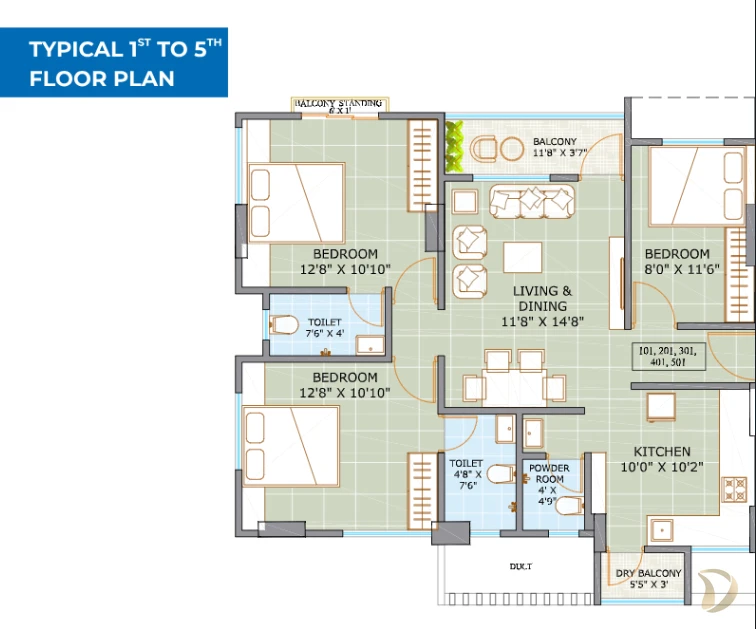 TYPICAL 1ST TO 5TH
FLOOR PLAN
BALCONY STANDING
6' X 1'
BALCONY
11'8" X 3'7"
BEDROOM
12'8" X 10'10"
BEDROOM
8'0" X 11'6"
LIVING &
DINING
11'8" X 14'8"
TOILET
7'6" X 4'
101, 201, 301,
401, 501
BEDROOM
12'8" X 10'10"
KITCHEN
10'0" X 10'2"
TOILET
4'8" X
7'6"
POWDER
ROOM
4' X
4'9"
DUCT
DRY BALCONY
5'5" X 3'